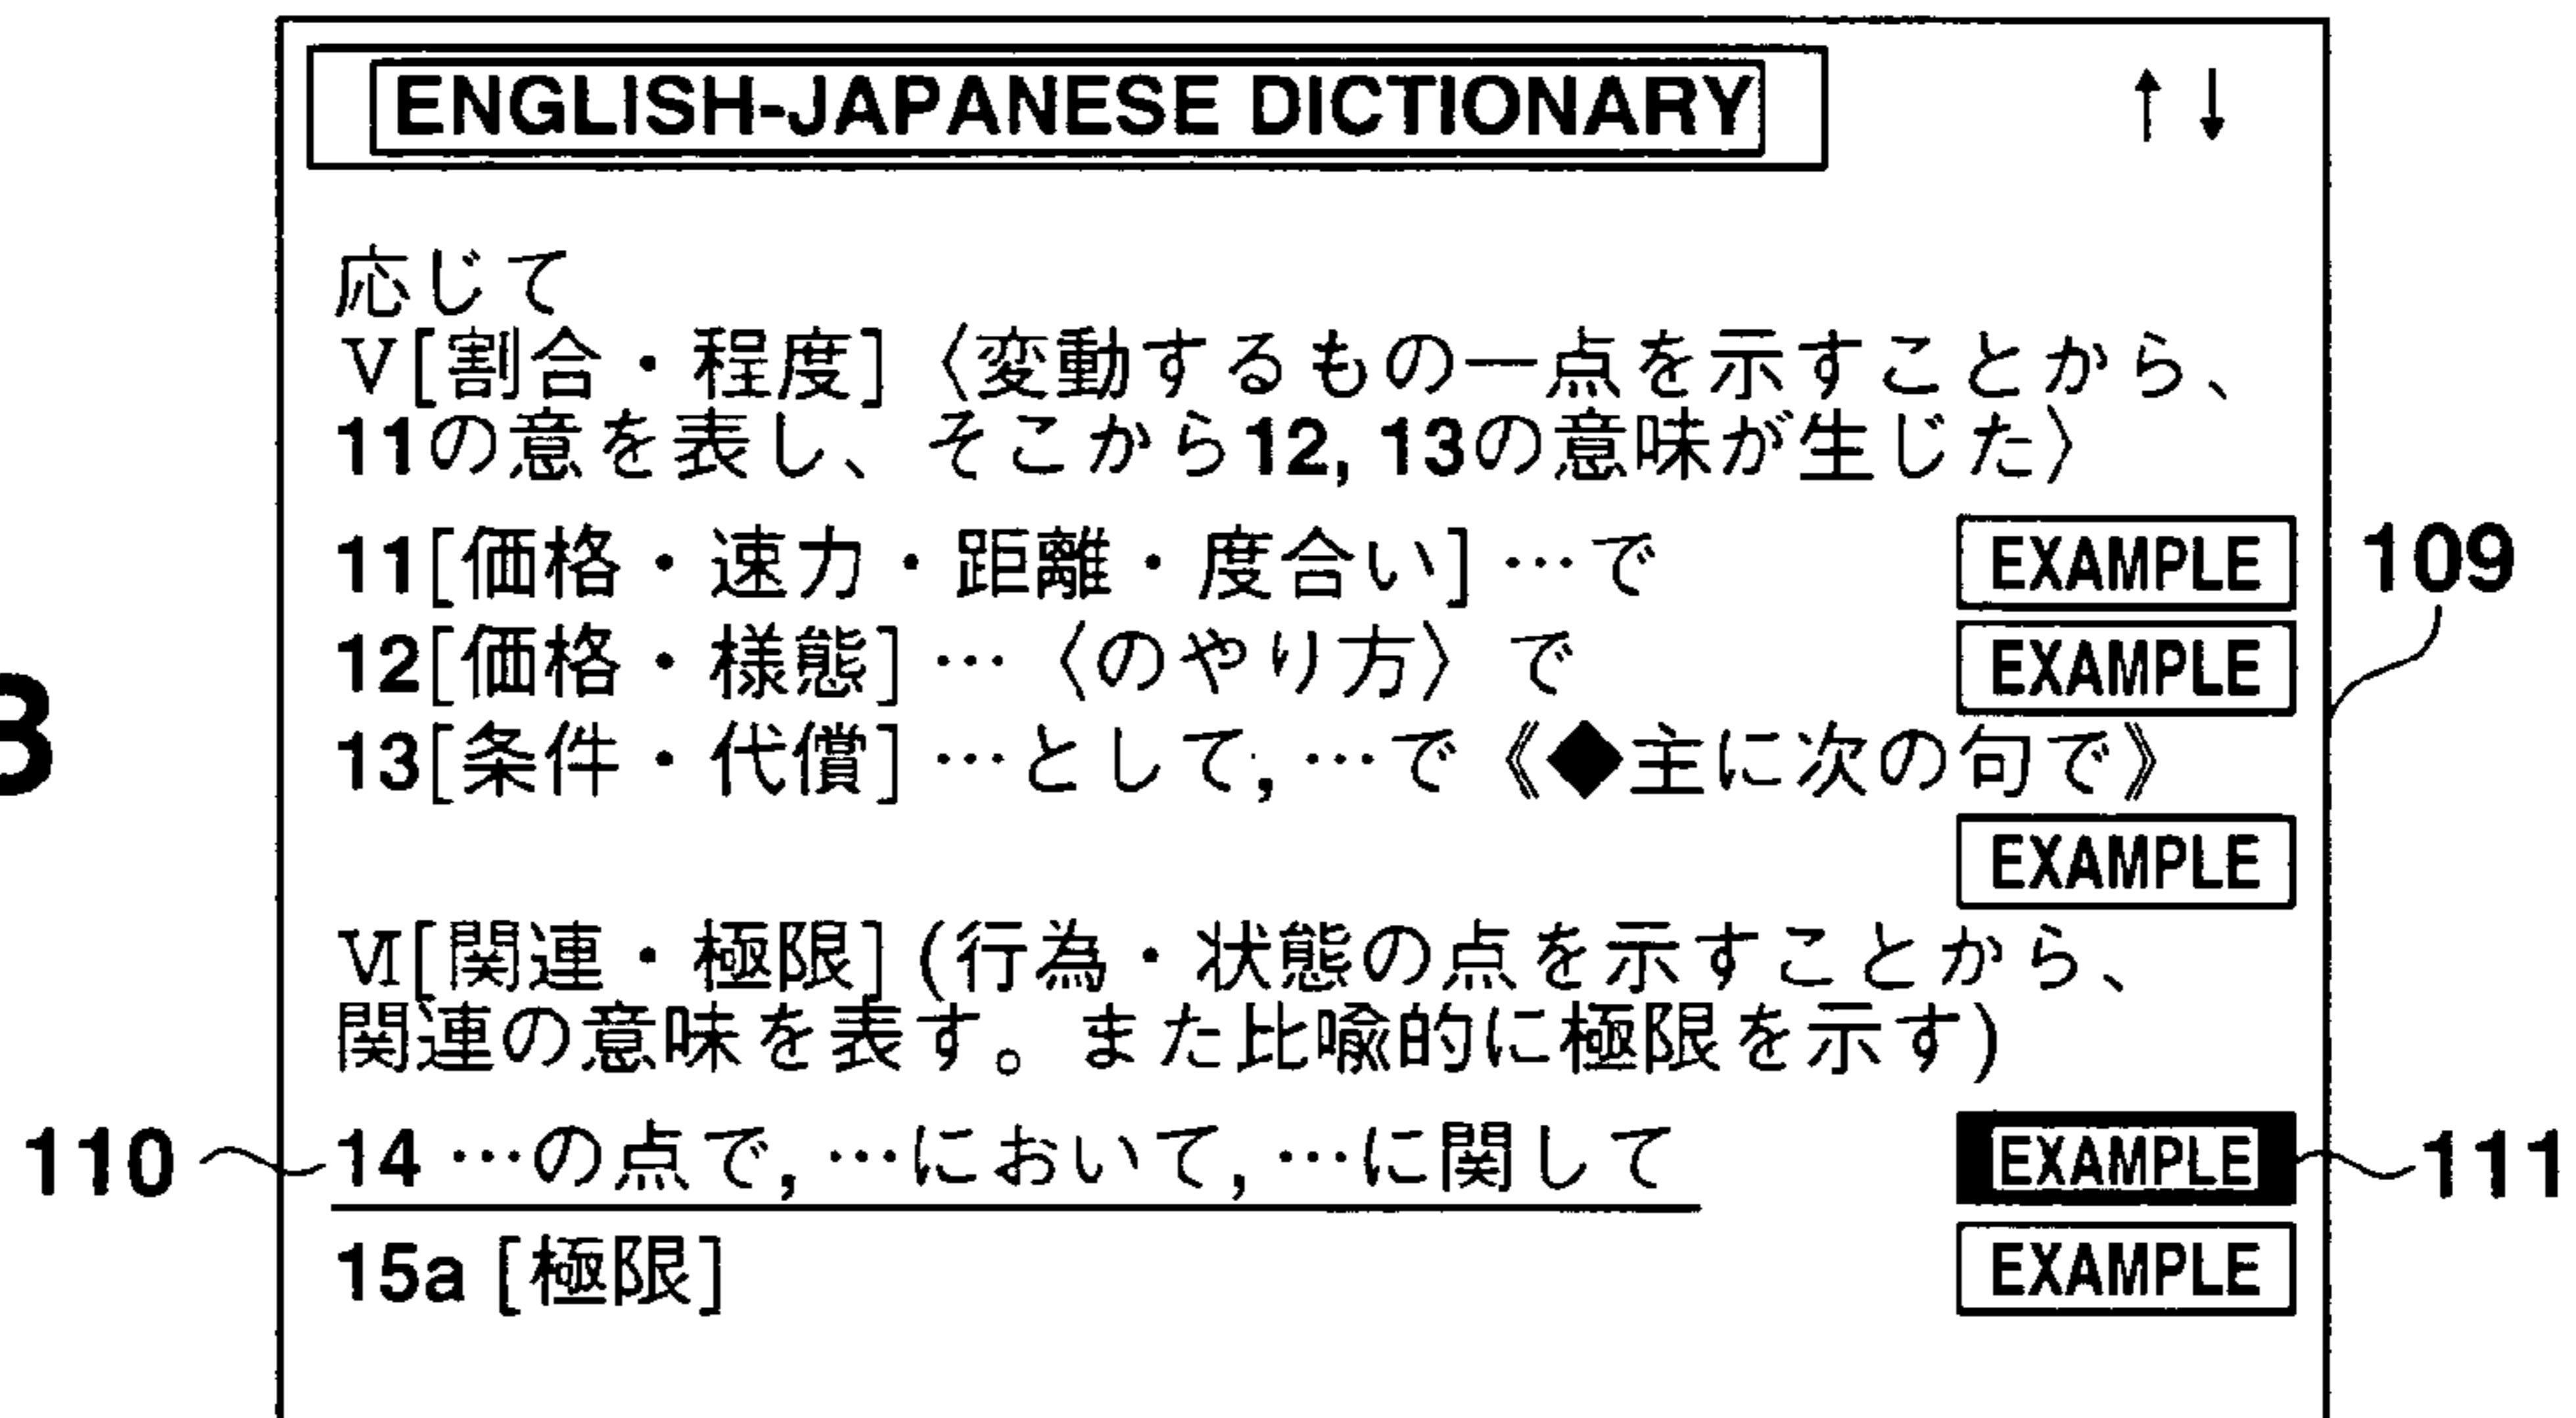 ENGLISH-JAPANESE DICTIONARY ↑↓
応じて
Ⅴ[割合・程度]〈変動するもの一点を示すことから、
11の意を表し、そこから12, 13の意味が生じた〉
11[価格・速力・距離・度合い]…で EXAMPLE 109
12[価格・様態]…〈のやり方〉で EXAMPLE
B
13[条件・代償]…として,…で《◆主に次の句で》
EXAMPLE
Ⅵ[関連・極限](行為・状態の点を示すことから、
関連の意味を表す。また比喩的に極限を示す)
110 14 …の点で,…において,…に関して EXAMPLE 111
15a [極限] EXAMPLE